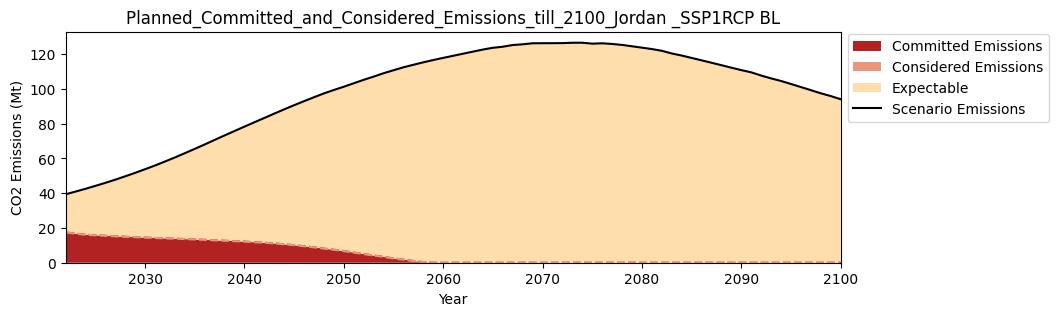 Planned_Committed_and_Considered_Emissions_till_2100_Jordan _SSP1RCP BL
Committed Emissions
Considered Emissions
Expectable
Scenario Emissions
CO2 Emissions (Mt)
120
100
80
60
40
20
0
2030
2040
2050
2060
2070
2080
2090
2100
Year